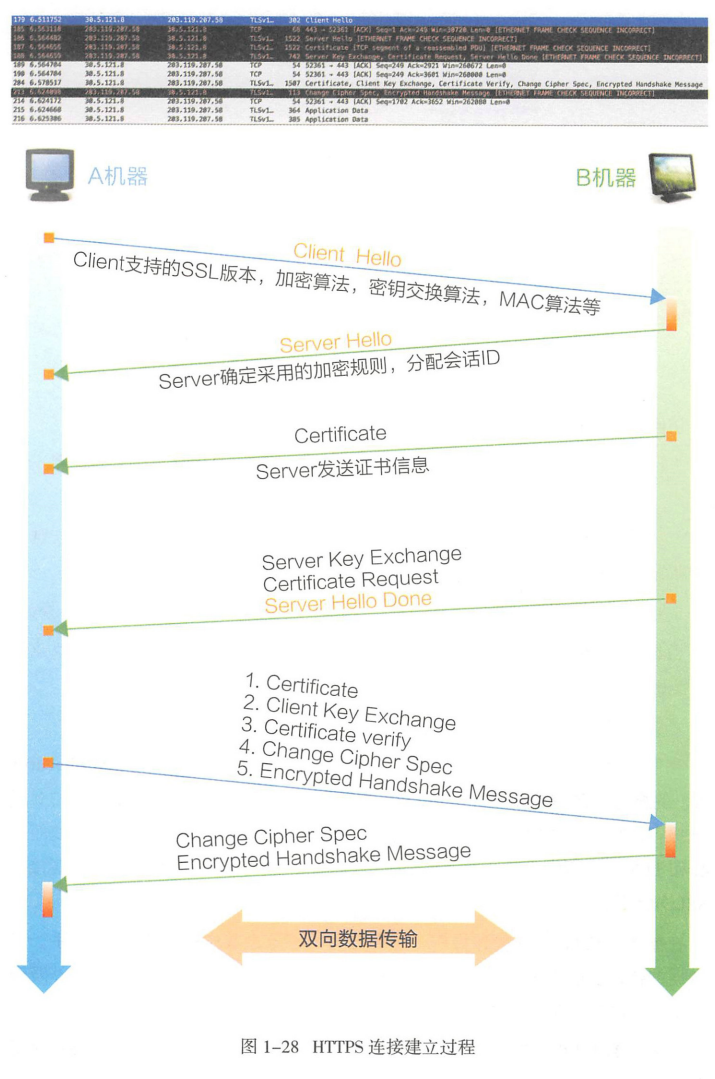 179 6.511752 30.5.121.8 203.119.207.58 TLSv1… 302 Client Hello
185 6.563110 203.119.207.58 30.5.121.8 TCP 60 443 → 52361 [ACK] Seq=1 Ack=249 Win=30720 Len=0 [ETHERNET FRAME CHECK SEQUENCE INCORRECT]
186 6.564482 203.119.207.58 30.5.121.8 TLSv1… 1522 Server Hello [ETHERNET FRAME CHECK SEQUENCE INCORRECT]
187 6.564656 203.119.207.58 30.5.121.8 TLSv1… 1522 Certificate [TCP segment of a reassembled PDU] [ETHERNET FRAME CHECK SEQUENCE INCORRECT]
188 6.564659 203.119.207.58 30.5.121.8 TLSv1… 742 Server Key Exchange, Certificate Request, Server Hello Done [ETHERNET FRAME CHECK SEQUENCE INCORRECT]
189 6.564704 30.5.121.8 203.119.207.58 TCP 54 52361 → 443 [ACK] Seq=249 Ack=2921 Win=260672 Len=0
190 6.564704 30.5.121.8 203.119.207.58 TCP 54 52361 → 443 [ACK] Seq=249 Ack=3601 Win=260000 Len=0
204 6.570517 30.5.121.8 203.119.207.58 TLSv1… 1507 Certificate, Client Key Exchange, Certificate Verify, Change Cipher Spec, Encrypted Handshake Message
213 6.624098 203.119.207.58 30.5.121.8 TLSv1… 113 Change Cipher Spec, Encrypted Handshake Message [ETHERNET FRAME CHECK SEQUENCE INCORRECT]
214 6.624172 30.5.121.8 203.119.207.58 TCP 54 52361 → 443 [ACK] Seq=1702 Ack=3652 Win=262080 Len=0
215 6.624668 30.5.121.8 203.119.207.58 TLSv1… 364 Application Data
216 6.625306 30.5.121.8 203.119.207.58 TLSv1… 385 Application Data
A机器
B机器
Client Hello
Client支持的SSL版本，加密算法，密钥交换算法，MAC算法等
Server Hello
Server确定采用的加密规则，分配会话ID
Certificate
Server发送证书信息
Server Key Exchange
Certificate Request
Server Hello Done
1. Certificate
2. Client Key Exchange
3. Certificate verify
4. Change Cipher Spec
5. Encrypted Handshake Message
Change Cipher Spec
Encrypted Handshake Message
双向数据传输
图 1-28 HTTPS 连接建立过程